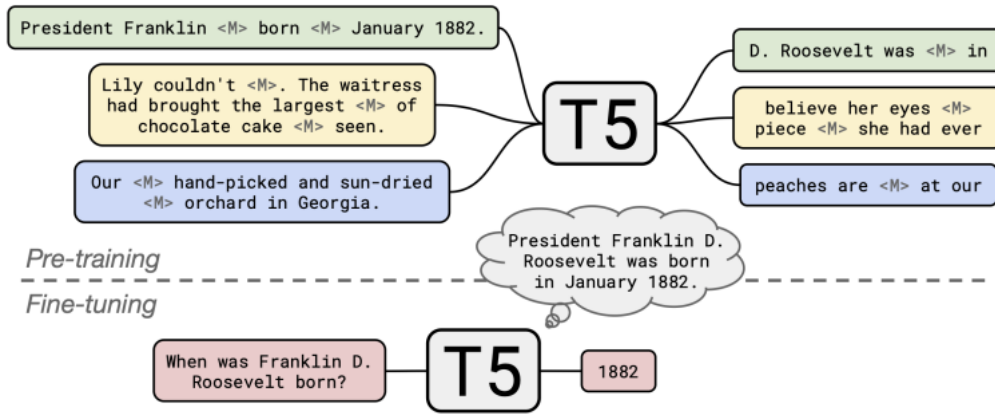 President Franklin <M> born <M> January 1882.
D. Roosevelt was <M> in
Lily couldn't <M>. The waitress
had brought the largest <M> of
chocolate cake <M> seen.
T5
believe her eyes <M>
piece <M> she had ever
Our <M> hand-picked and sun-dried
<M> orchard in Georgia.
peaches are <M> at our
Pre-training
President Franklin D.
Roosevelt was born
in January 1882.
Fine-tuning
When was Franklin D.
Roosevelt born?
T5
1882